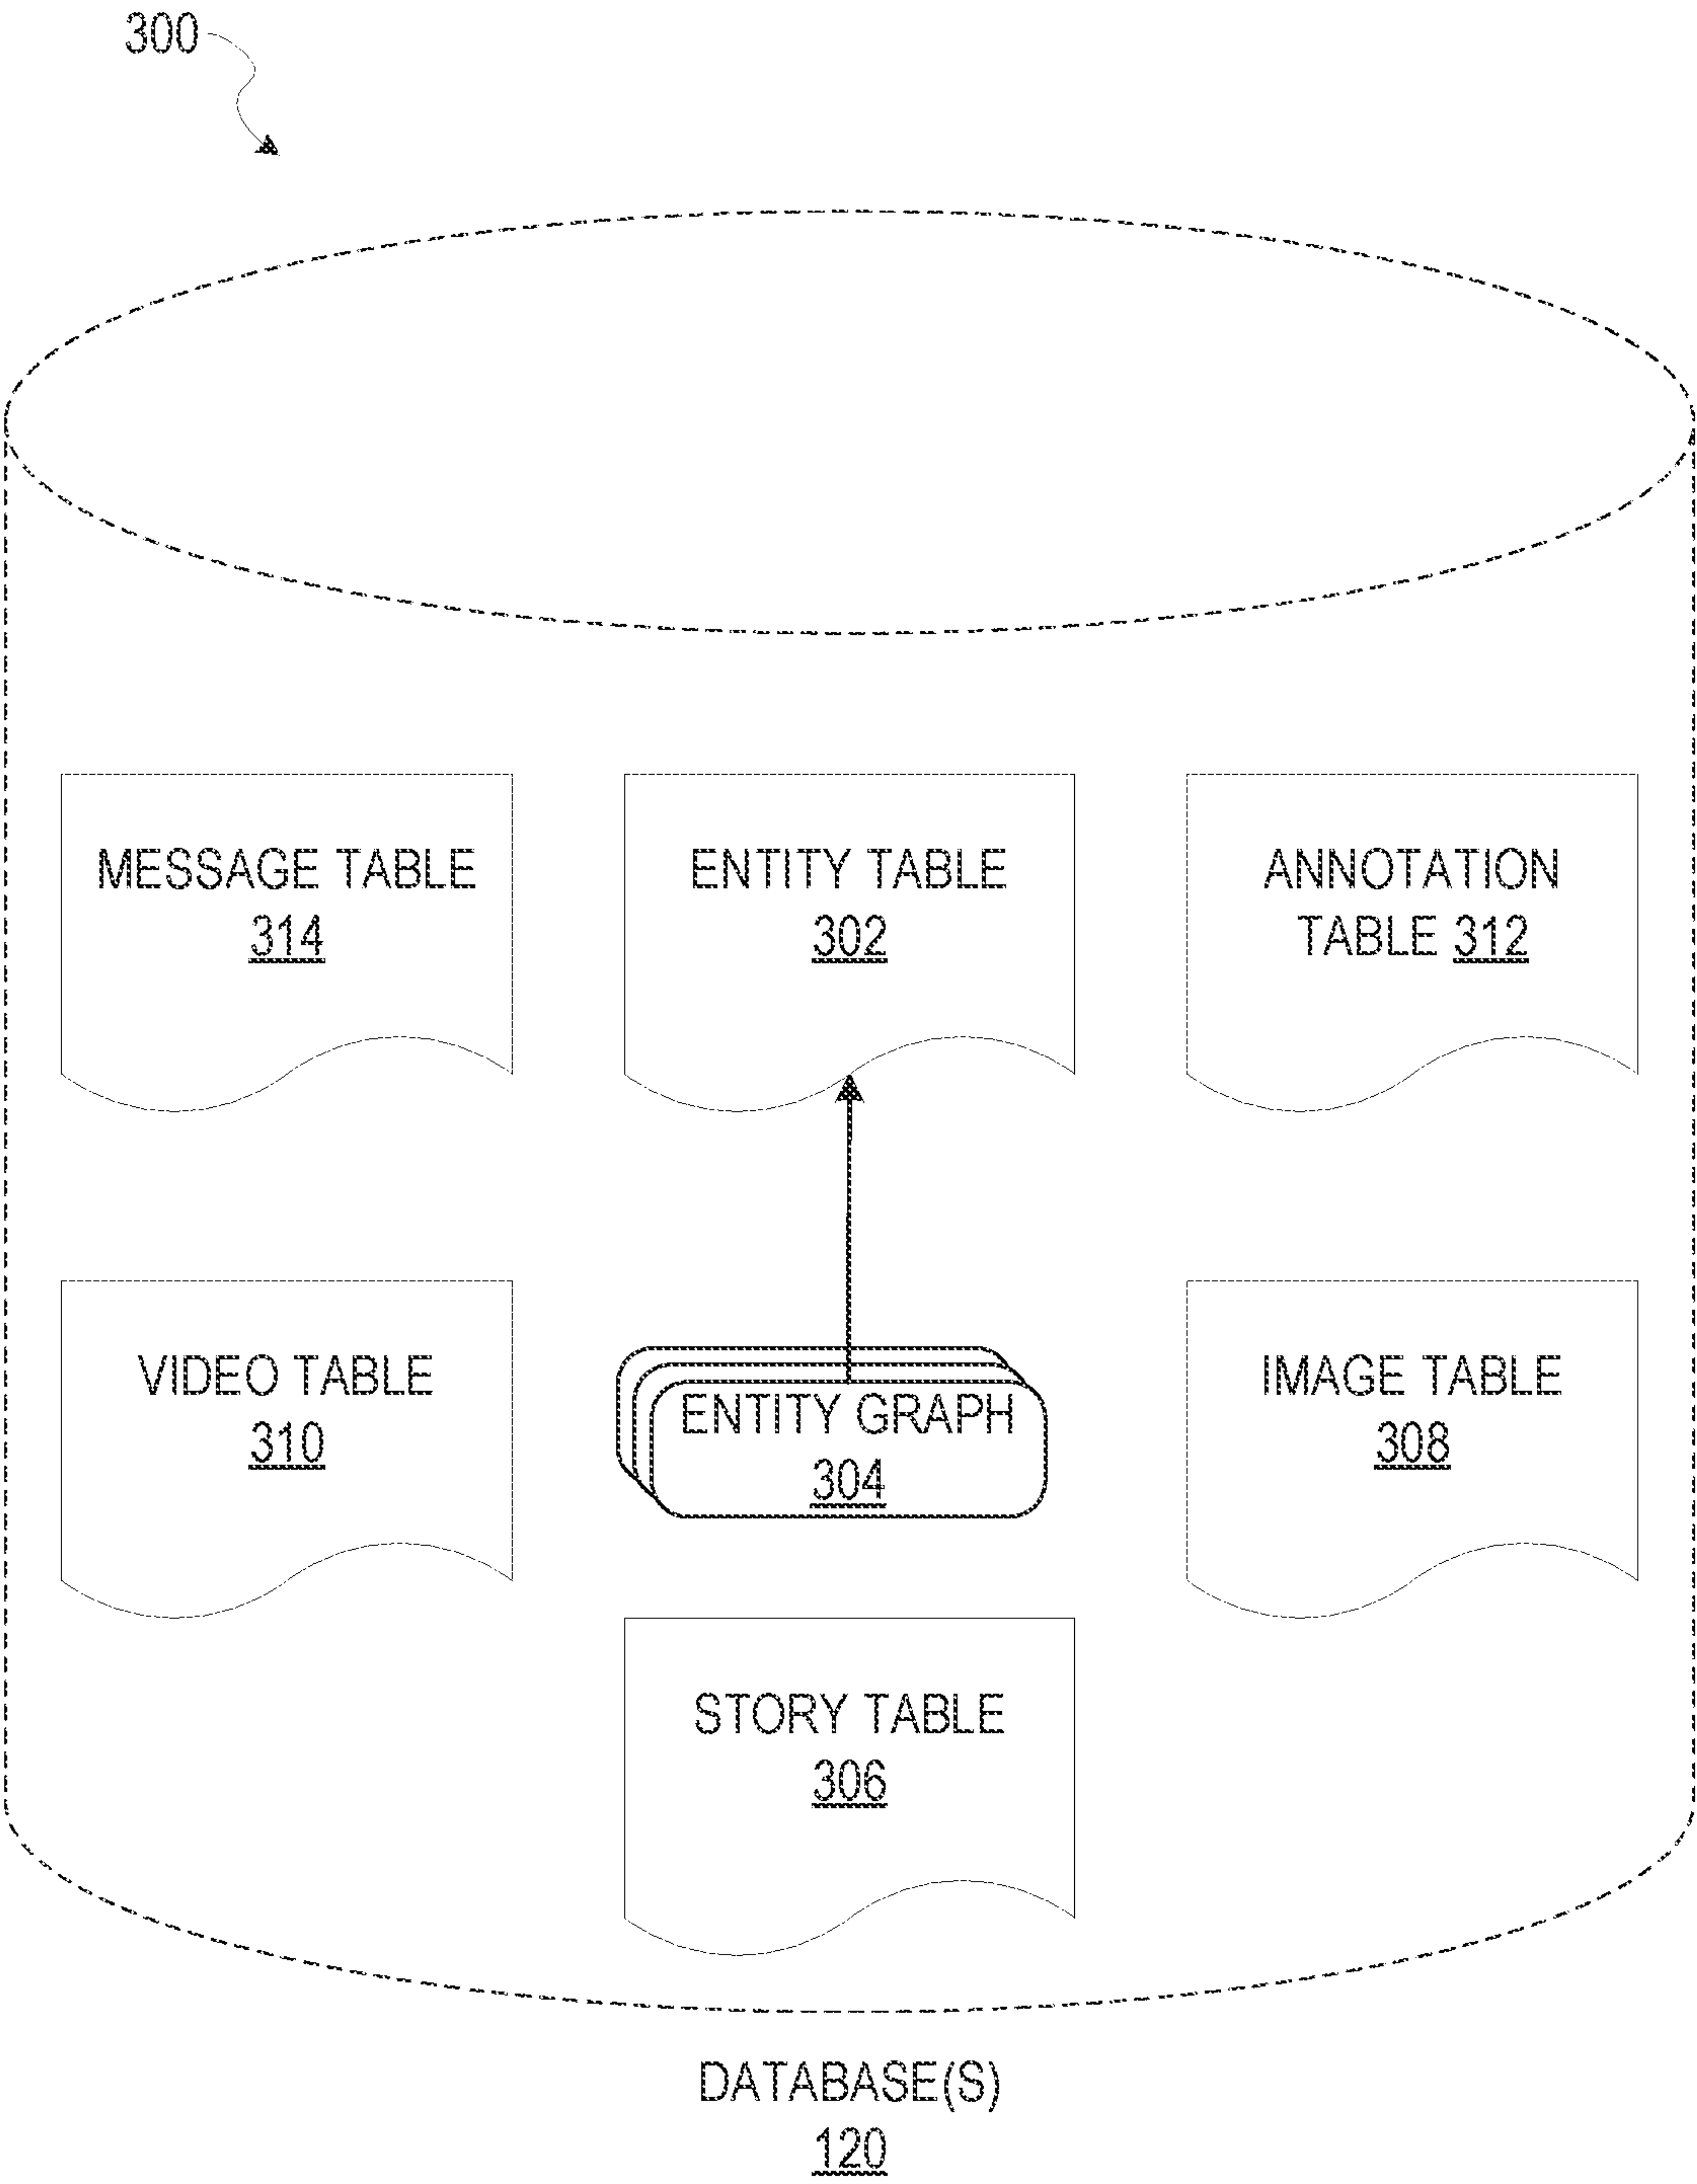 300
MESSAGE TABLE
314
ENTITY TABLE
302
ANNOTATION
TABLE 312
VIDEO TABLE
310
ENTITY GRAPH
304
IMAGE TABLE
308
STORY TABLE
306
DATABASE(S)
120